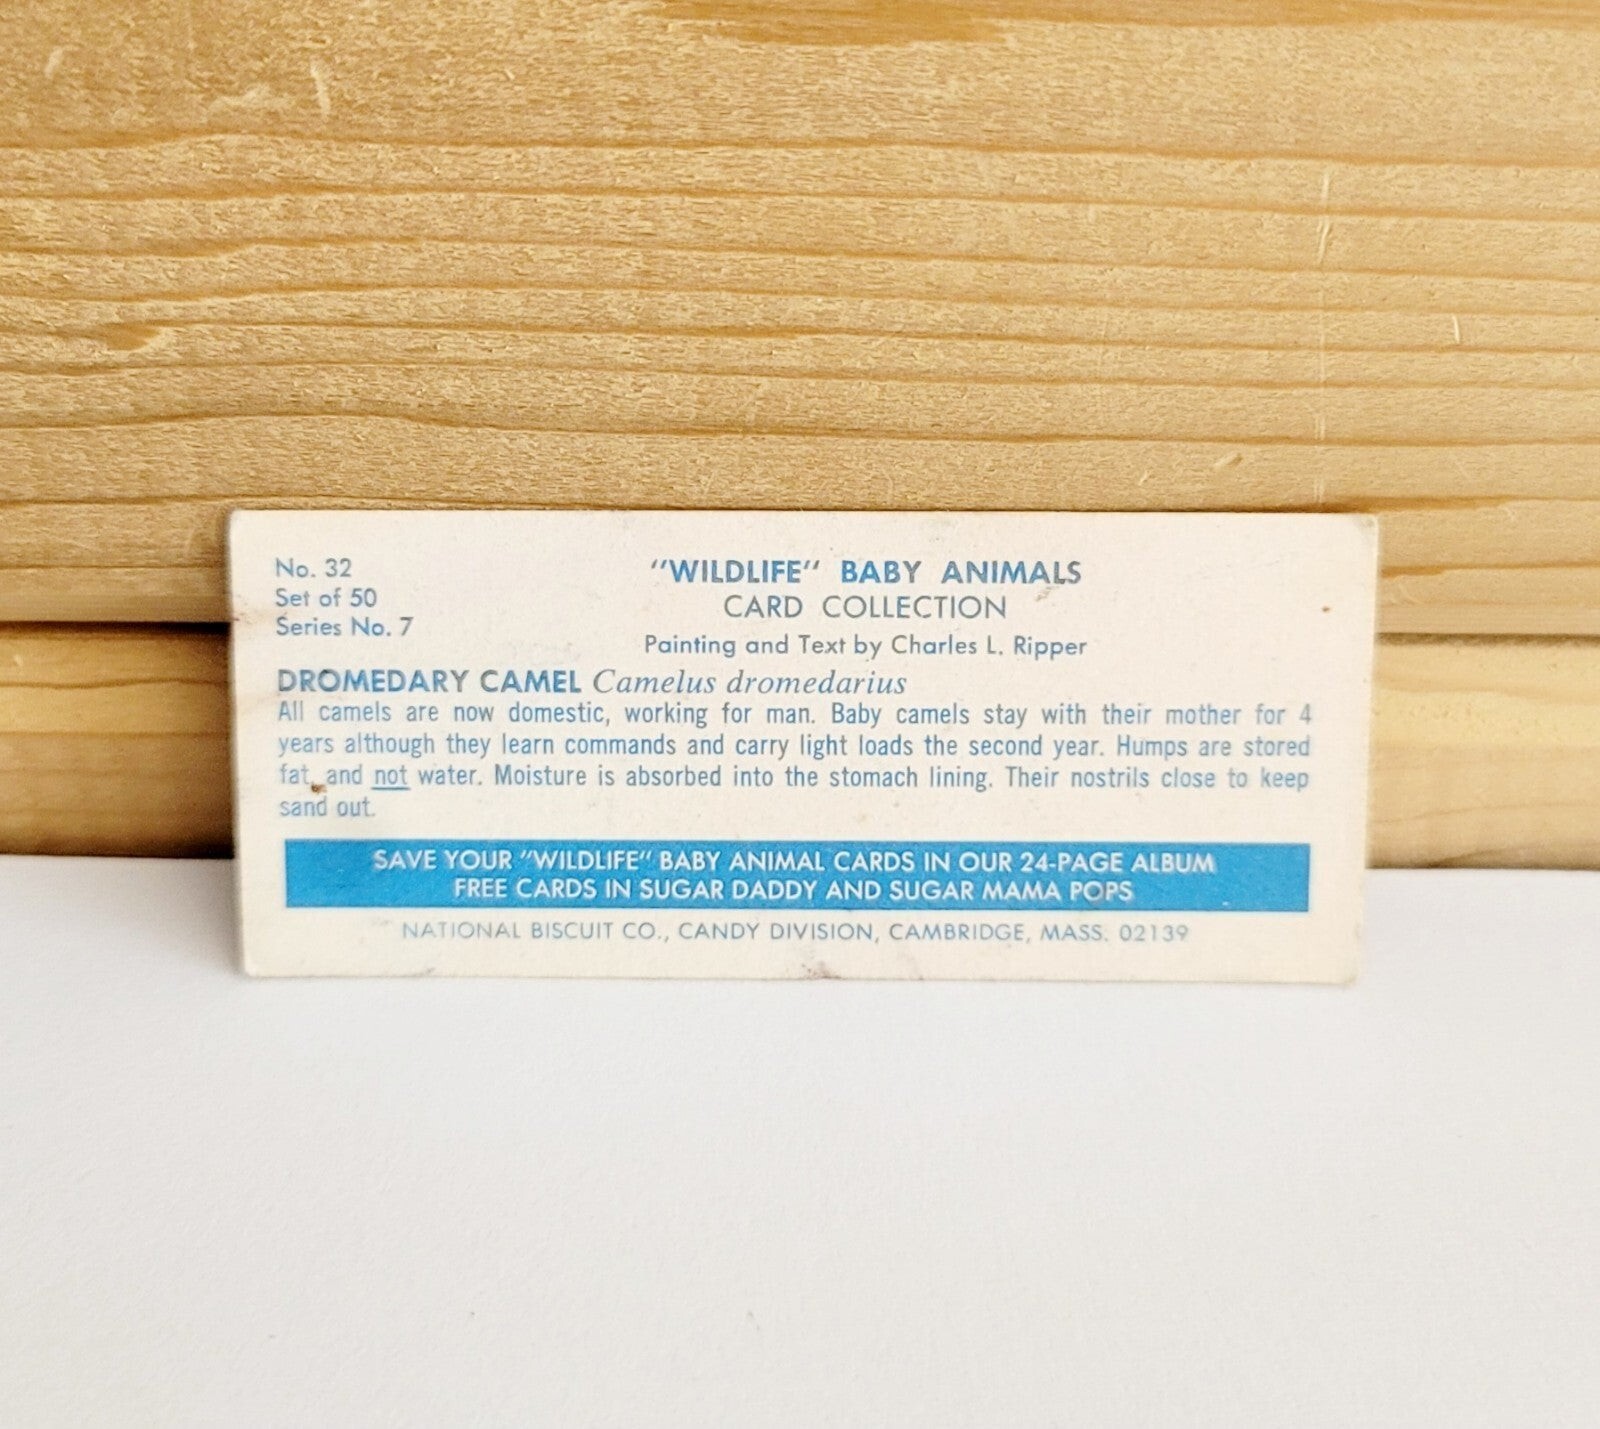 No. 32
Set of 50
Series No. 7
"WILDLIFE" BABY ANIMALS
CARD COLLECTION
Painting and Text by Charles L. Ripper
DROMEDARY CAMEL Camelus dromedarius
All camels are now domestic, working for man. Baby camels stay with their mother for 4
years although they learn commands and carry light loads the second year. Humps are stored
fat, and not water. Moisture is absorbed into the stomach lining. Their nostrils close to keep
sand out.
SAVE YOUR "WILDLIFE" BABY ANIMAL CARDS IN OUR 24-PAGE ALBUM
FREE CARDS IN SUGAR DADDY AND SUGAR MAMA POPS
NATIONAL BISCUIT CO., CANDY DIVISION, CAMBRIDGE, MASS. 02139